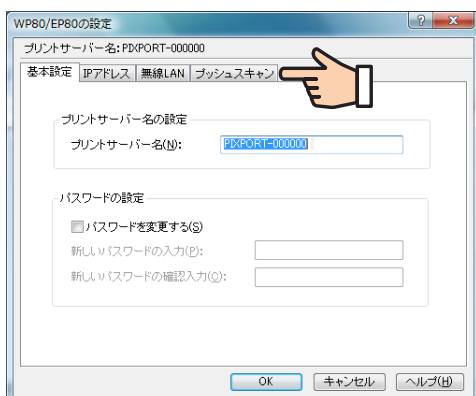 WP80/EP80の設定
プリントサーバー名:PIXPORT-000000
基本設定 IPアドレス 無線LAN プッシュスキャン
プリントサーバー名の設定
プリントサーバー名(N): PIXPORT-000000
パスワードの設定
パスワードを変更する(S)
新しいパスワードの入力(P):
新しいパスワードの確認入力(C):
OK キャンセル ヘルプ(H)